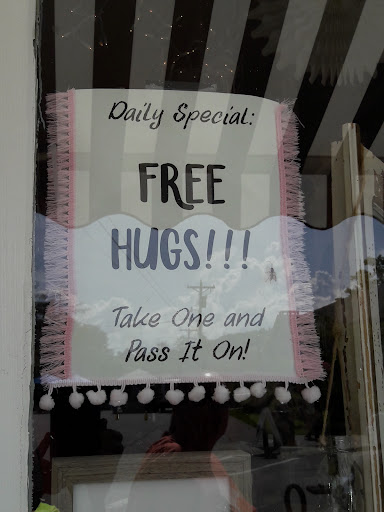 Daily Special:
FREE
HUGS!!!
Take One and
Pass It On!